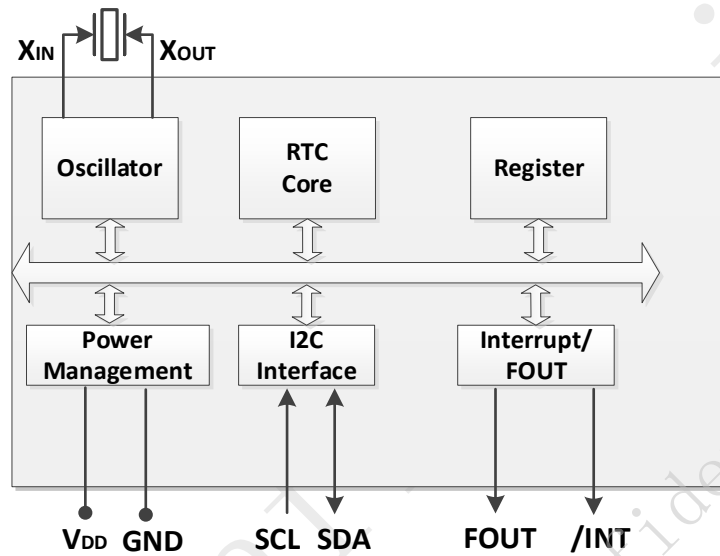 XIN XOUT
Oscillator
RTC
Core
Register
Power
Management
I2C
Interface
Interrupt/
FOUT
VDD GND SCL SDA FOUT /INT